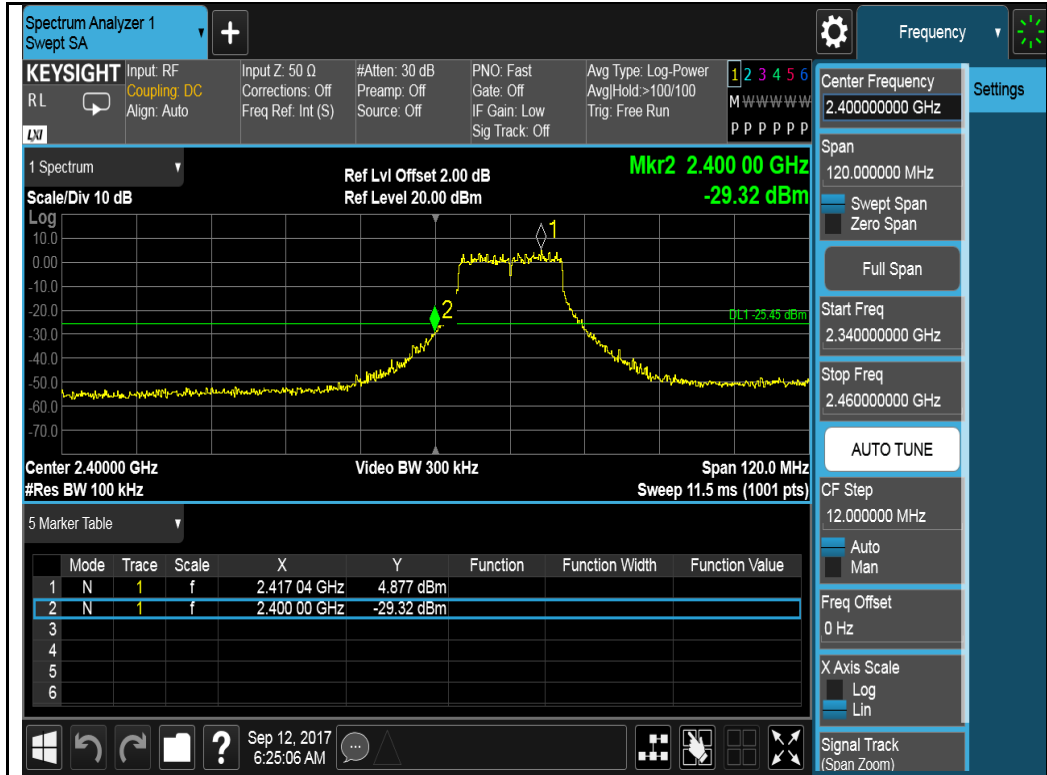 Spectrum Analyzer 1
Swept SA
+
Frequency
KEYSIGHT
RL
LXI
Input: RF
Coupling: DC
Align: Auto
Input Z: 50 Ω
Corrections: Off
Freq Ref: Int (S)
#Atten: 30 dB
Preamp: Off
Source: Off
PNO: Fast
Gate: Off
IF Gain: Low
Sig Track: Off
Avg Type: Log-Power
Avg|Hold:>100/100
Trig: Free Run
1 2 3 4 5 6
M W W W W W
P P P P P P
1 Spectrum
Scale/Div 10 dB
Ref Lvl Offset 2.00 dB
Ref Level 20.00 dBm
Mkr2 2.400 00 GHz
-29.32 dBm
Log
10.0
0.00
-10.0
-20.0
-30.0
-40.0
-50.0
-60.0
-70.0
1
2
DL1 -25.45 dBm
Center 2.40000 GHz
#Res BW 100 kHz
Video BW 300 kHz
Span 120.0 MHz
Sweep 11.5 ms (1001 pts)
5 Marker Table
Mode Trace Scale X Y Function Function Width Function Value
1 N 1 f 2.417 04 GHz 4.877 dBm
2 N 1 f 2.400 00 GHz -29.32 dBm
3
4
5
6
?
Sep 12, 2017
6:25:06 AM
Center Frequency
2.400000000 GHz
Span
120.000000 MHz
Swept Span
Zero Span
Full Span
Start Freq
2.340000000 GHz
Stop Freq
2.460000000 GHz
AUTO TUNE
CF Step
12.000000 MHz
Auto
Man
Freq Offset
0 Hz
X Axis Scale
Log
Lin
Signal Track
(Span Zoom)
Settings